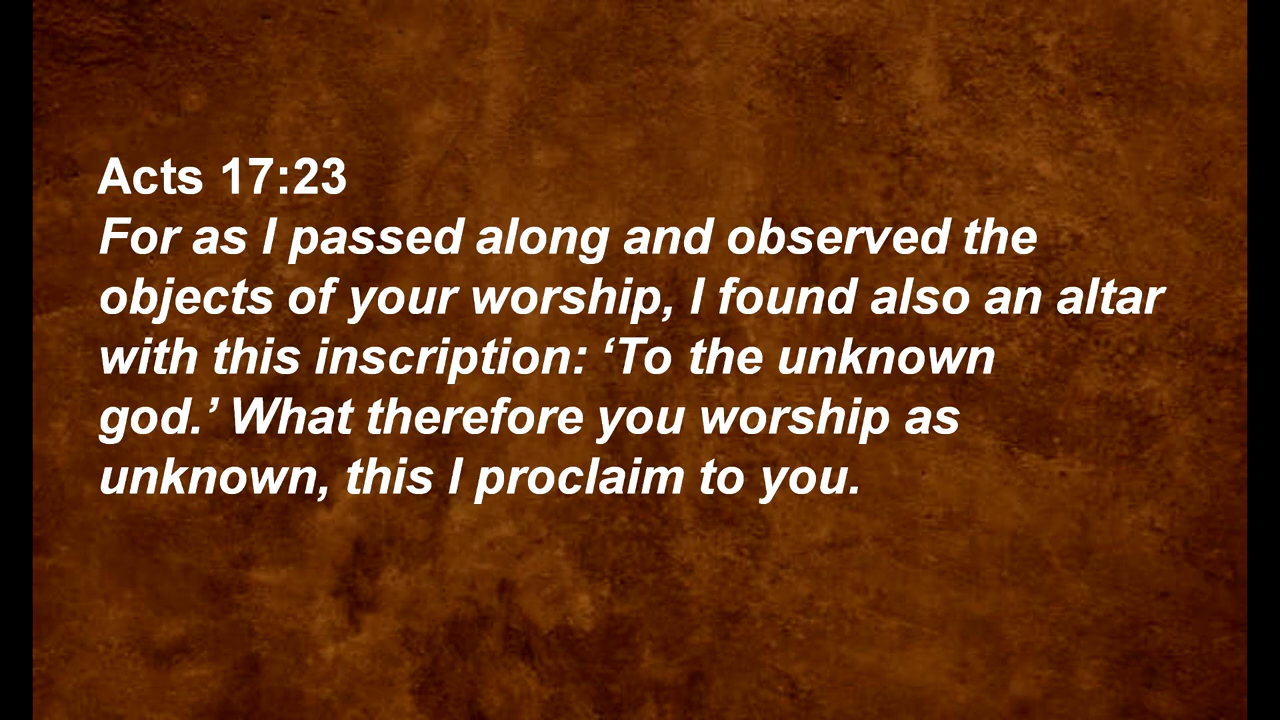 Acts 17:23
For as I passed along and observed the
objects of your worship, I found also an altar
with this inscription: ‘To the unknown
god.’ What therefore you worship as
unknown, this I proclaim to you.